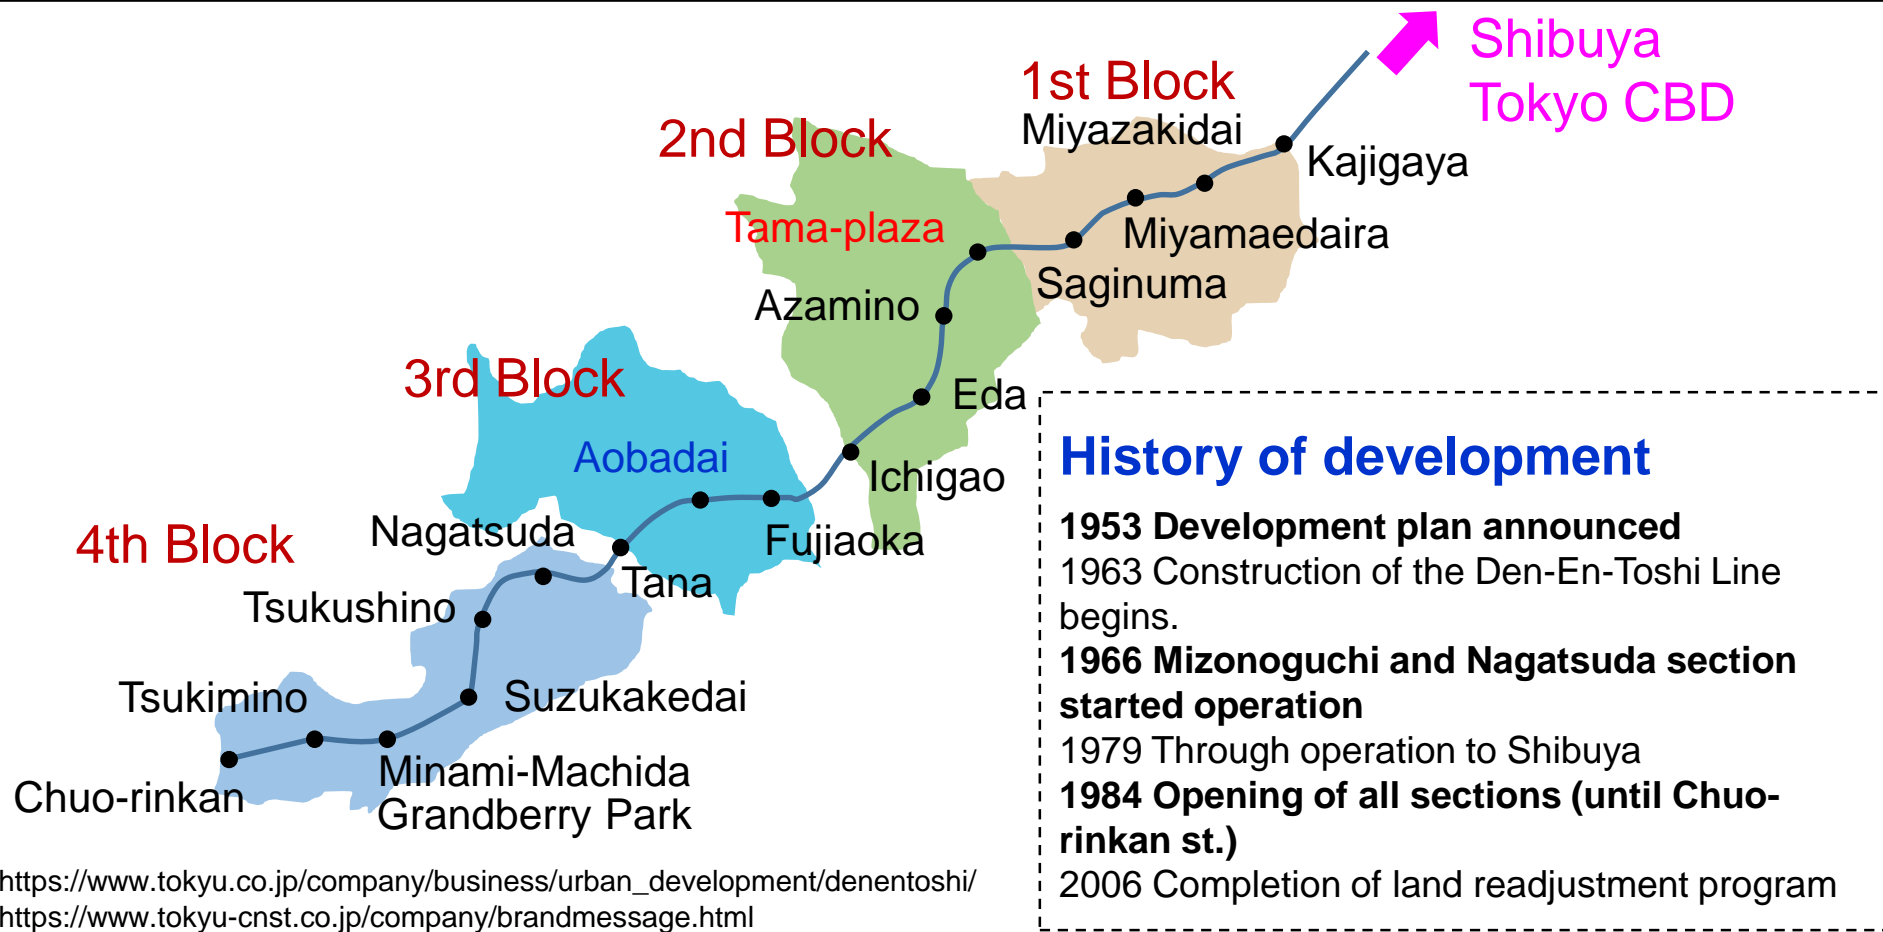 Shibuya
Tokyo CBD
1st Block
Miyazakidai
Kajigaya
2nd Block
Tama-plaza
Miyamaedaira
Saginuma
Azamino
3rd Block
Eda
Aobadai
Ichigao
Nagatsuda
Fujiaoka
4th Block
Tana
Tsukushino
Tsukimino
Suzukakedai
Chuo-rinkan
Minami-Machida
Grandberry Park
History of development
1953 Development plan announced
1963 Construction of the Den-En-Toshi Line
begins.
1966 Mizonoguchi and Nagatsuda section
started operation
1979 Through operation to Shibuya
1984 Opening of all sections (until Chuo-
rinkan st.)
2006 Completion of land readjustment program
https://www.tokyu.co.jp/company/business/urban_development/denentoshi/
https://www.tokyu-cnst.co.jp/company/brandmessage.html